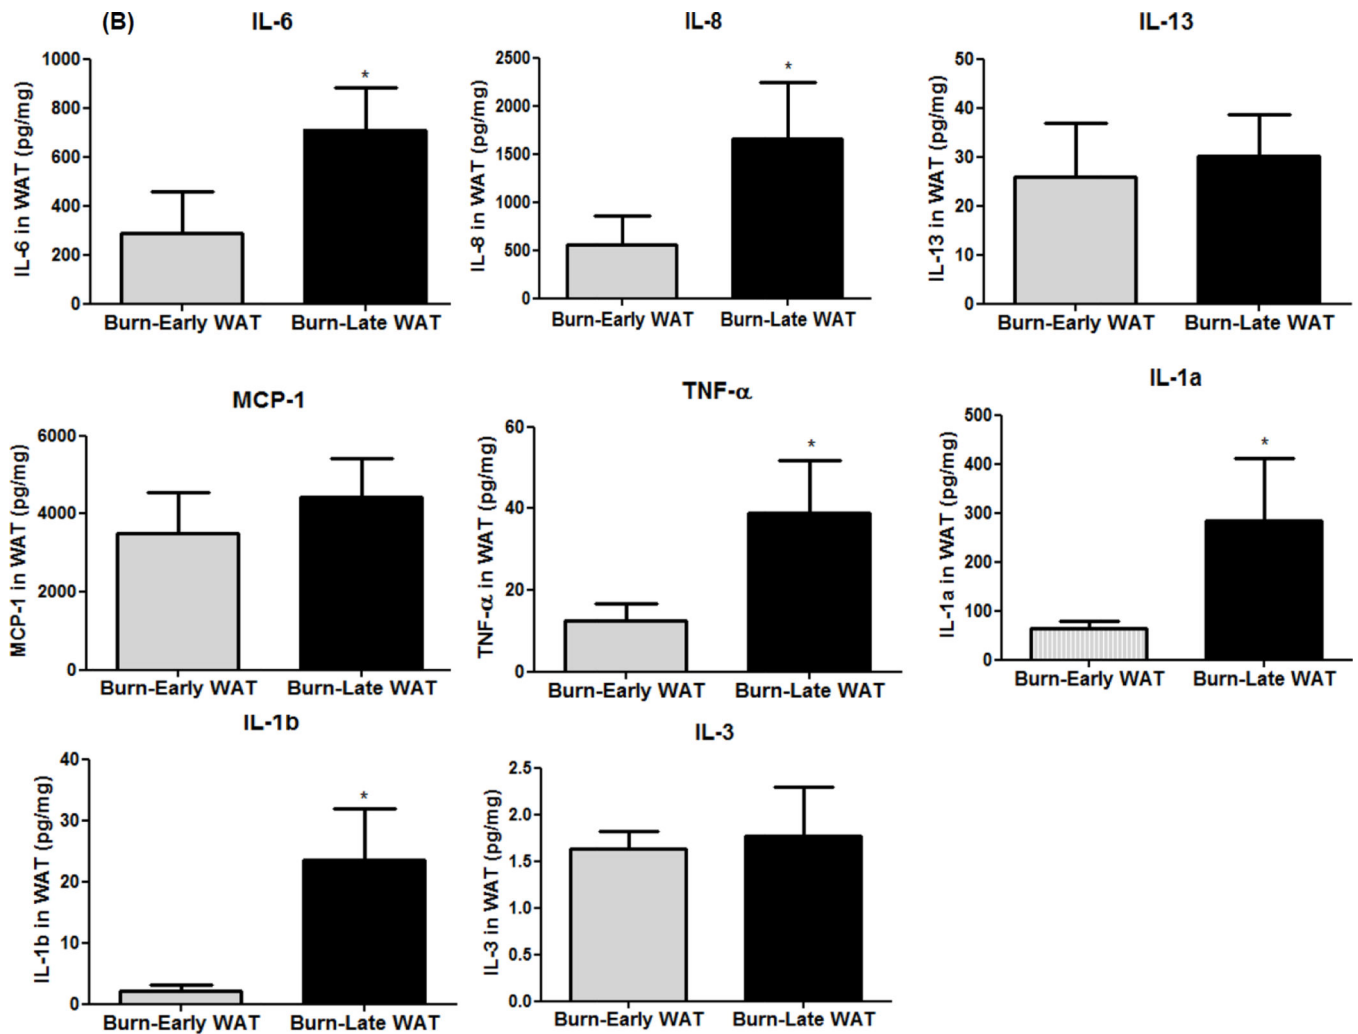 (B)
IL-6
IL-6 in WAT (pg/mg)
1000
800
600
400
200
0
*
Burn-Early WAT Burn-Late WAT
IL-8
IL-8 in WAT (pg/mg)
2500
2000
1500
1000
500
0
*
Burn-Early WAT Burn-Late WAT
IL-13
IL-13 in WAT (pg/mg)
50
40
30
20
10
0
Burn-Early WAT Burn-Late WAT
MCP-1
MCP-1 in WAT (pg/mg)
6000
4000
2000
0
Burn-Early WAT Burn-Late WAT
TNF-α
TNF-α in WAT (pg/mg)
60
40
20
0
*
Burn-Early WAT Burn-Late WAT
IL-1a
IL-1a in WAT (pg/mg)
500
400
300
200
100
0
*
Burn-Early WAT Burn-Late WAT
IL-1b
IL-1b in WAT (pg/mg)
40
30
20
10
0
*
Burn-Early WAT Burn-Late WAT
IL-3
IL-3 in WAT (pg/mg)
2.5
2.0
1.5
1.0
0.5
0.0
Burn-Early WAT Burn-Late WAT